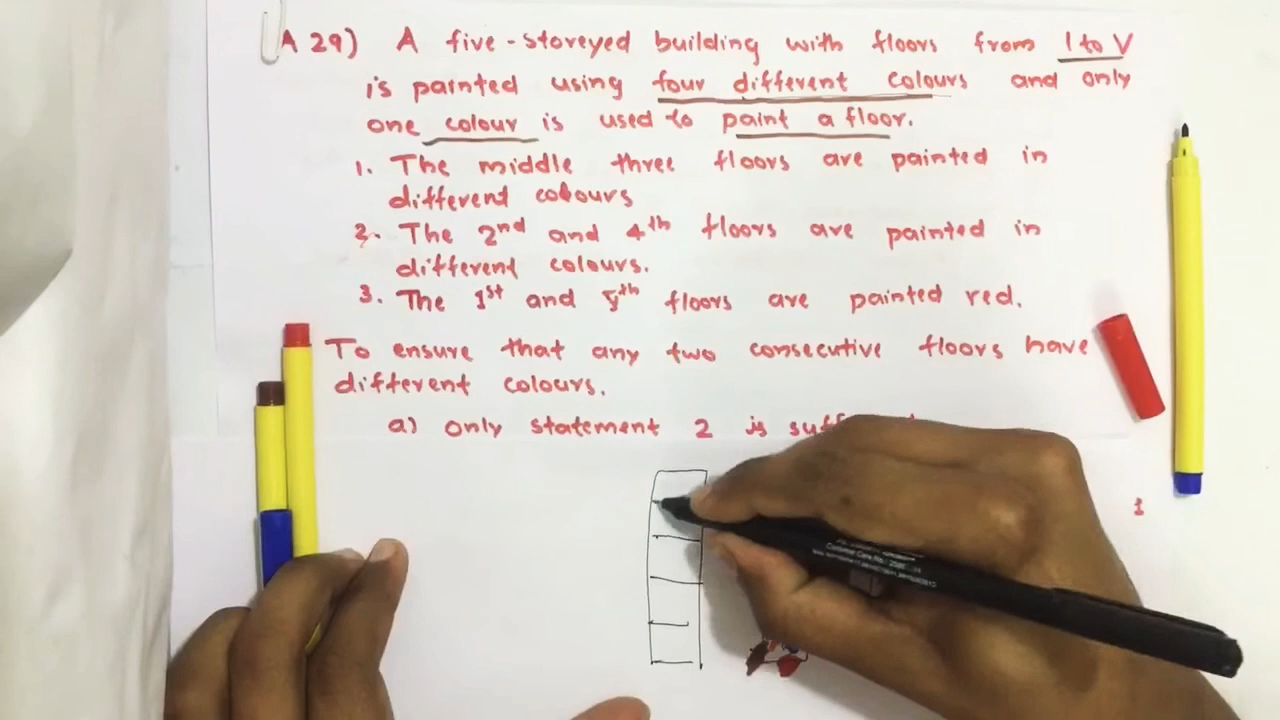 A 29) A five-storeyed building with floors from I to V
is painted using four different colours and only
one colour is used to paint a floor.
1. The middle three floors are painted in
different colours
2. The 2nd and 4th floors are painted in
different colours.
3. The 1st and 5th floors are painted red.
To ensure that any two consecutive floors have
different colours.
a) only statement 2 is
1